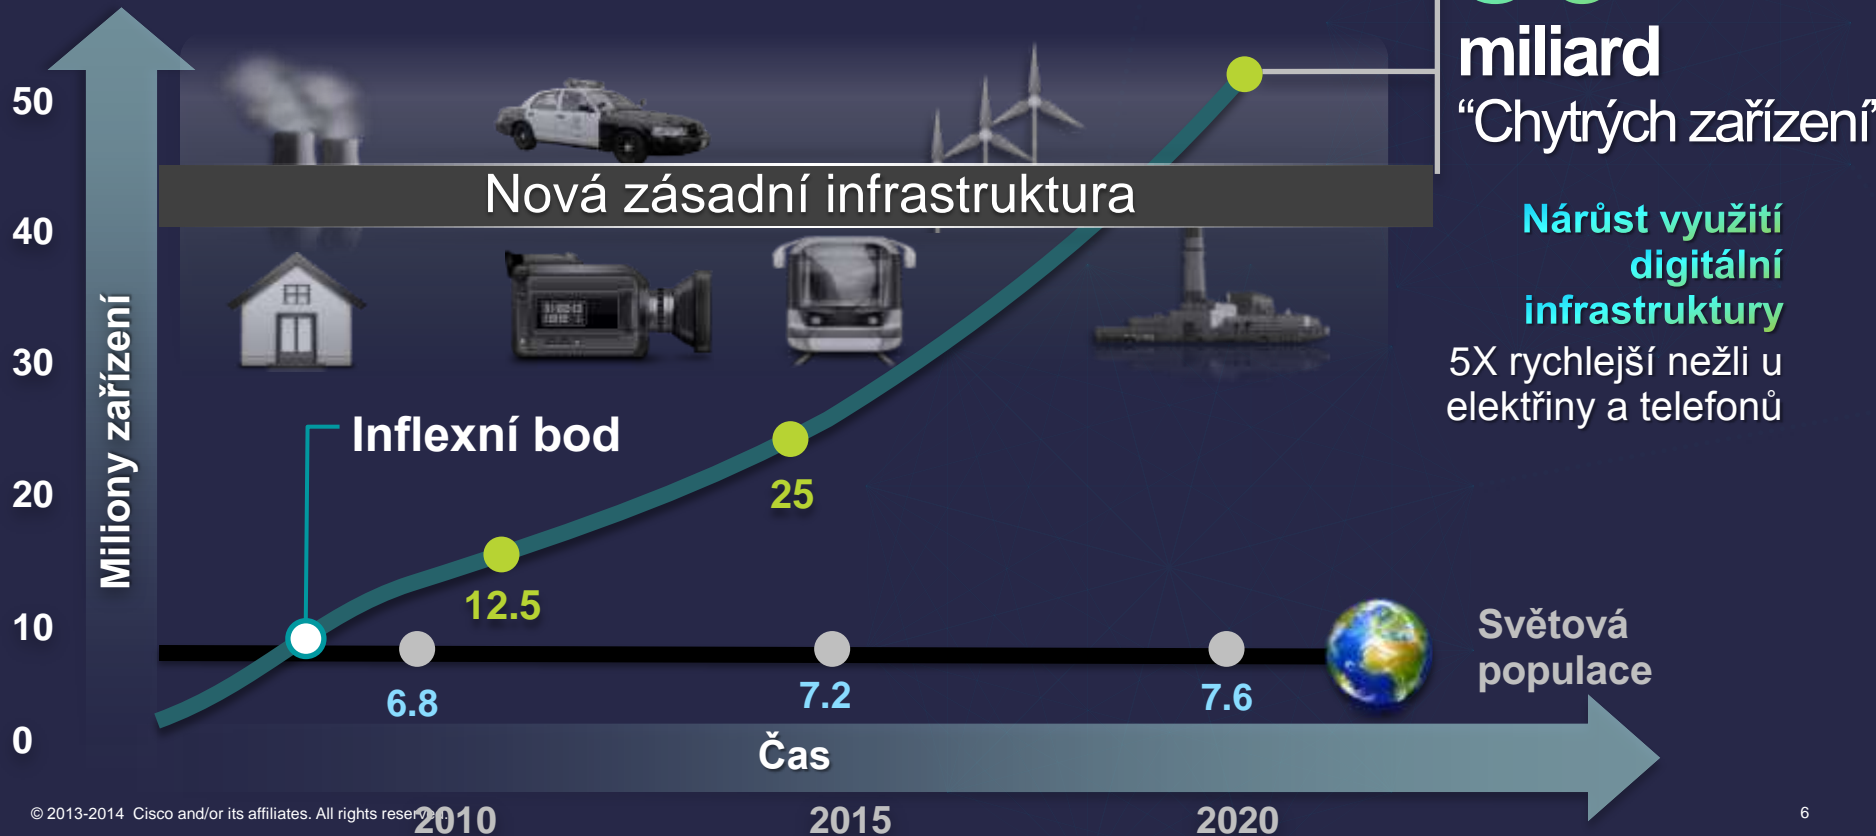 miliard
“Chytrých zařízení”
50
Nová zásadní infrastruktura
40
Nárůst využití
digitální
infrastruktury
30
5X rychlejší nežli u
elektřiny a telefonů
Miliony zařízení
Inflexní bod
20
25
12.5
10
Světová
populace
6.8
7.2
7.6
0
Čas
© 2013-2014 Cisco and/or its affiliates. All rights reserved.
2010
2015
2020
6